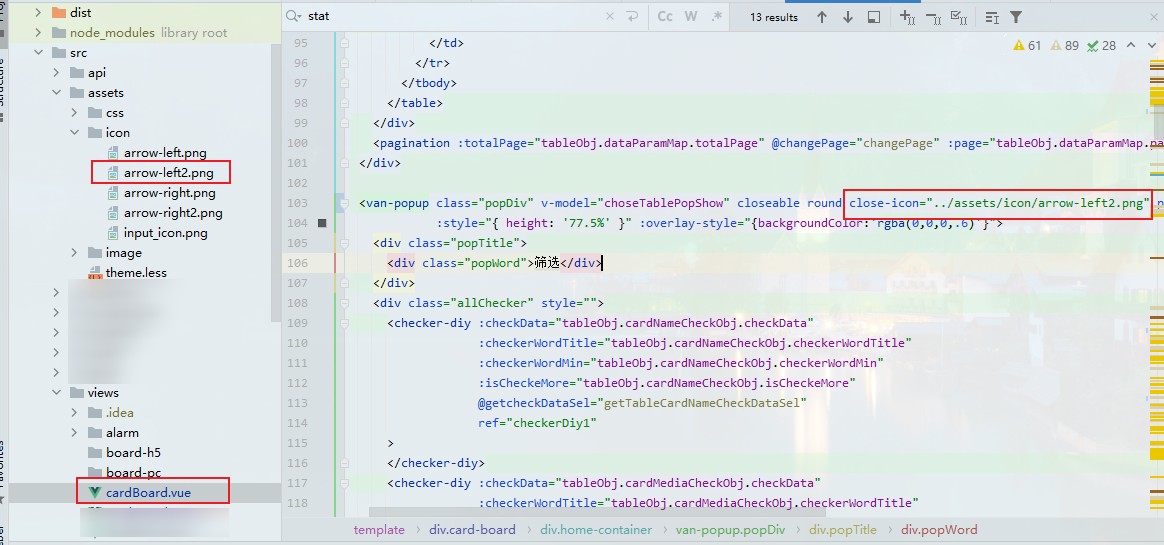 dist
node_modules library root
src
api
assets
css
icon
arrow-left.png
arrow-left2.png
arrow-right.png
arrow-right2.png
input_icon.png
image
theme.less
views
.idea
alarm
board-h5
board-pc
cardBoard.vue
stat
Cc W .*
13 results
61 89 28
95 </td>
96 </tr>
97 </tbody>
98 </table>
99 </div>
100 <pagination :totalPage="tableObj.dataParamMap.totalPage" @changePage="changePage" :page="tableObj.dataParamMap.pa
101 </div>
102
103 <van-popup class="popDiv" v-model="choseTablePopShow" closeable round close-icon="../assets/icon/arrow-left2.png"
104 :style="{ height: '77.5%' }" :overlay-style="{backgroundColor:'rgba(0,0,0,.6)'}">
105 <div class="popTitle">
106 <div class="popWord">筛选</div>
107 </div>
108 <div class="allChecker" style="">
109 <checker-diy :checkData="tableObj.cardNameCheckObj.checkData"
110 :checkerWordTitle="tableObj.cardNameCheckObj.checkerWordTitle"
111 :checkerWordMin="tableObj.cardNameCheckObj.checkerWordMin"
112 :isCheckeMore="tableObj.cardNameCheckObj.isCheckeMore"
113 @getcheckDataSel="getTableCardNameCheckDataSel"
114 ref="checkerDiy1"
115 >
116 </checker-diy>
117 <checker-diy :checkData="tableObj.cardMediaCheckObj.checkData"
118 :checkerWordTitle="tableObj.cardMediaCheckObj.checkerWordTitle"
template div.card-board div.home-container van-popup.popDiv div.popTitle div.popWord